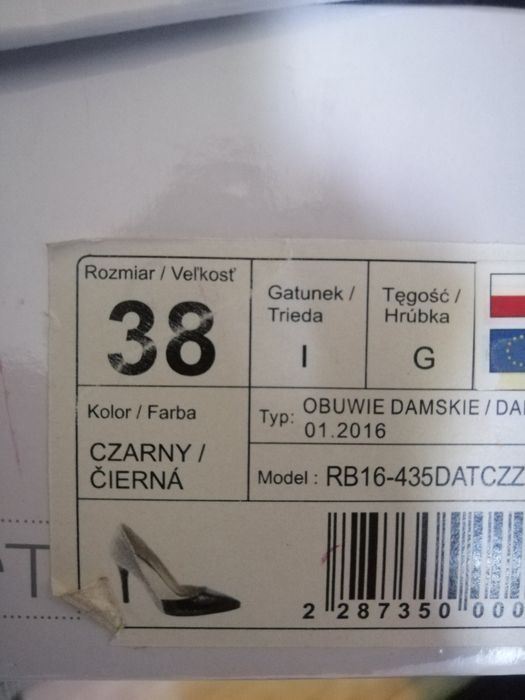 Rozmiar / Veľkosť
38
Gatunek /
Trieda
I
Tęgość /
Hrúbka
G
Kolor / Farba
CZARNY /
ČIERNÁ
Typ: OBUWIE DAMSKIE /
01.2016
Model : RB16-435DATCZZ
2 287350 000